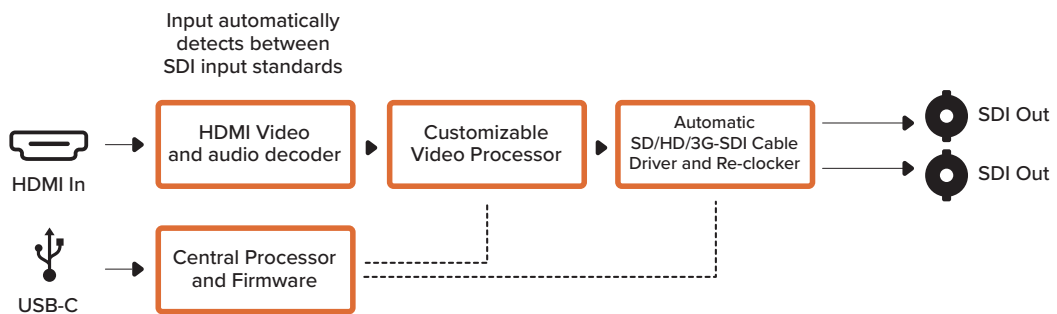 Input automatically
detects between
SDI input standards
HDMI In
HDMI Video
and audio decoder
Customizable
Video Processor
Automatic
SD/HD/3G-SDI Cable
Driver and Re-clocker
SDI Out
SDI Out
USB-C
Central Processor
and Firmware